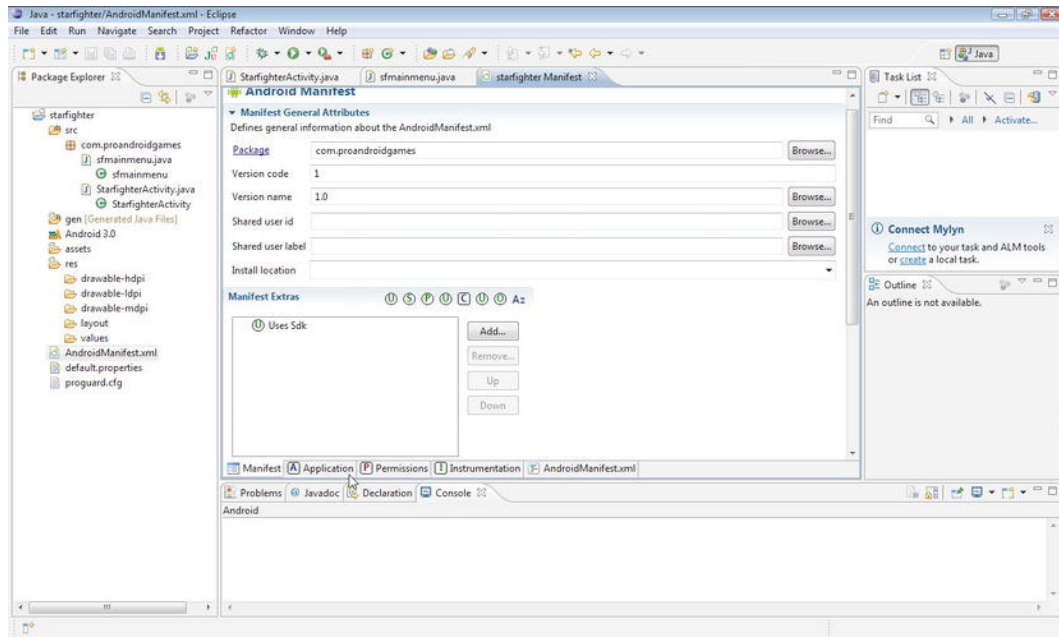 Java - starfighter/AndroidManifest.xml - Eclipse
File Edit Run Navigate Search Project Refactor Window Help
Java
Package Explorer
starfighter
src
com.proandroidgames
sfmainmenu.java
sfmainmenu
StarfighterActivity.java
StarfighterActivity
gen [Generated Java Files]
Android 3.0
assets
res
drawable-hdpi
drawable-ldpi
drawable-mdpi
layout
values
AndroidManifest.xml
default.properties
proguard.cfg
StarfighterActivity.java sfmainmenu.java starfighter Manifest
Android Manifest
Manifest General Attributes
Defines general information about the AndroidManifest.xml
Package com.proandroidgames Browse...
Version code 1
Version name 1.0 Browse...
Shared user id Browse...
Shared user label Browse...
Install location
Manifest Extras U S P U C U O Az
U Uses Sdk
Add...
Remove...
Up
Down
Manifest A Application P Permissions I Instrumentation AndroidManifest.xml
Problems @ Javadoc Declaration Console
Android
Task List
Find All Activate...
Connect Mylyn
Connect to your task and ALM tools
or create a local task.
Outline
An outline is not available.